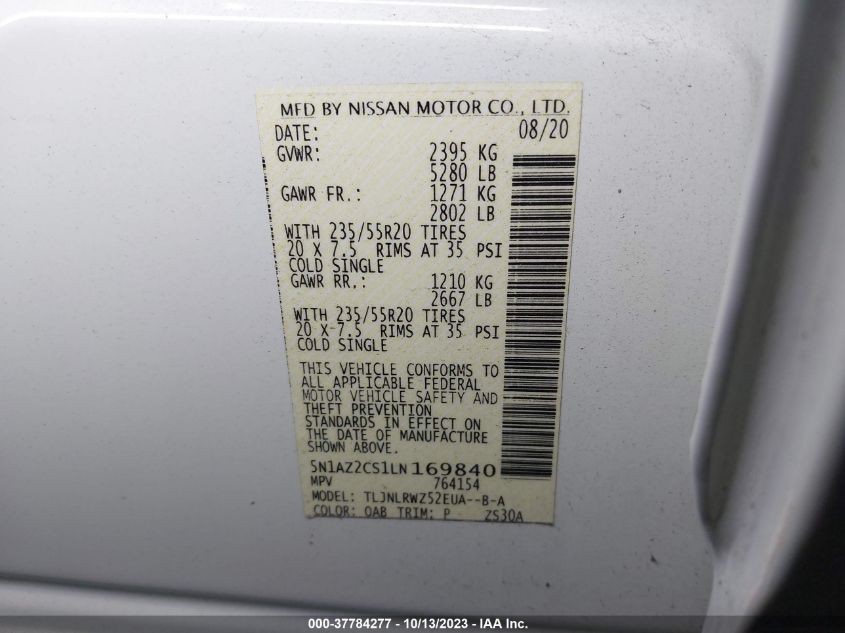 MFD BY NISSAN MOTOR CO., LTD.
DATE: 08/20
GVWR: 2395 KG
5280 LB
GAWR FR.: 1271 KG
2802 LB
WITH 235/55R20 TIRES
20 X 7.5 RIMS AT 35 PSI
COLD SINGLE
GAWR RR.: 1210 KG
2667 LB
WITH 235/55R20 TIRES
20 X 7.5 RIMS AT 35 PSI
COLD SINGLE
THIS VEHICLE CONFORMS TO
ALL APPLICABLE FEDERAL
MOTOR VEHICLE SAFETY AND
THEFT PREVENTION
STANDARDS IN EFFECT ON
THE DATE OF MANUFACTURE
SHOWN ABOVE.
5N1AZ2CS1LN169840
MPV 764154
MODEL: TLJNLRWZ52EUA--B-A
COLOR: QAB TRIM: P ZS30A
000-37784277 - 10/13/2023 - IAAI.com